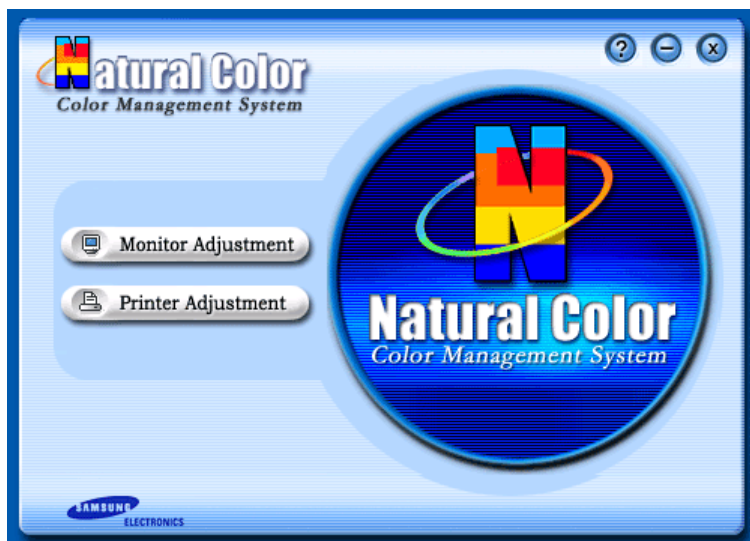 Natural Color
Color Management System
?
−
x
Monitor Adjustment
Printer Adjustment
N
Natural Color
Color Management System
SAMSUNG
ELECTRONICS